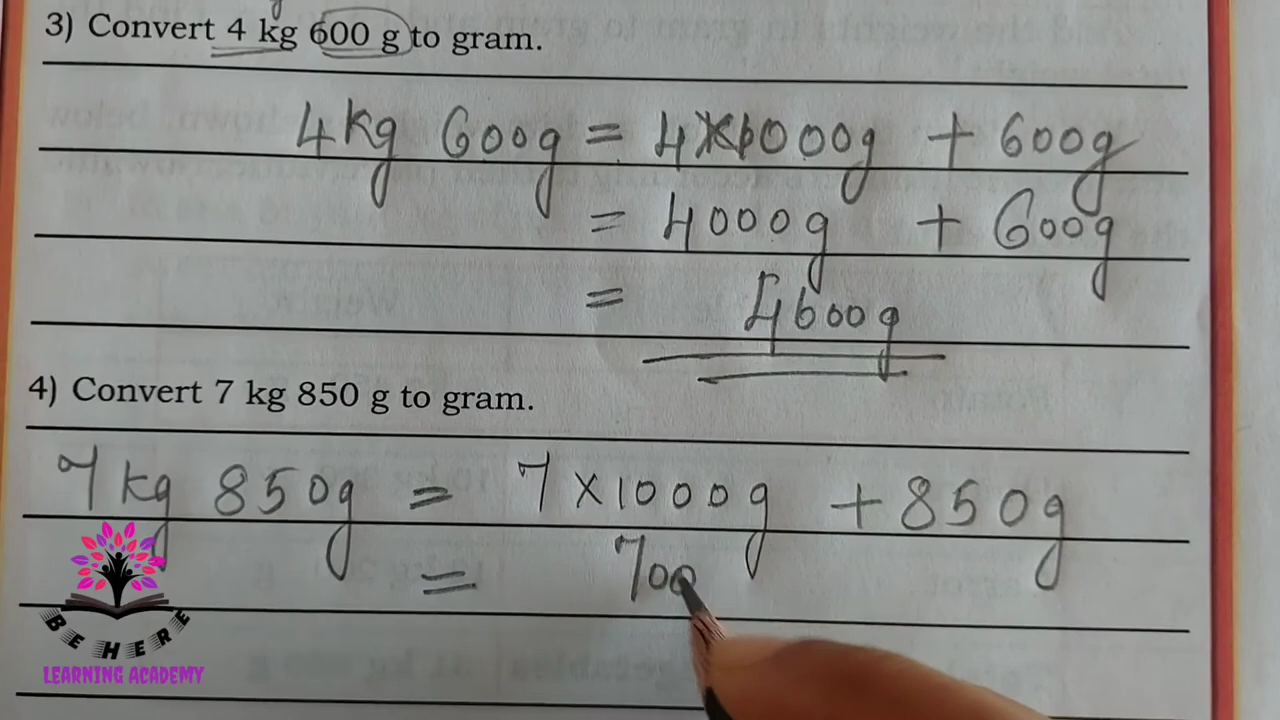 3) Convert 4 kg 600 g to gram.
4kg 600g = 4×1000g + 600g
= 4000g + 600g
= 4600g
4) Convert 7 kg 850 g to gram.
7kg 850g = 7×1000g + 850g
= 700
BE HERE
LEARNING ACADEMY